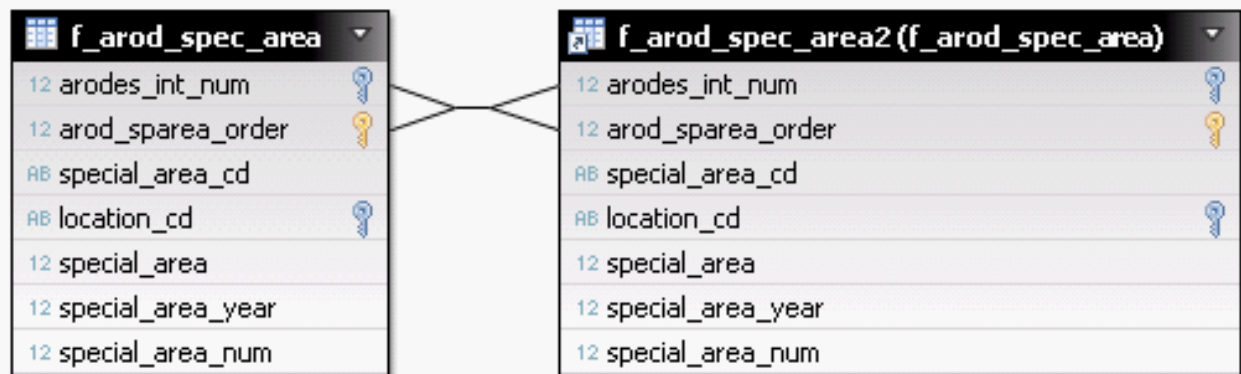 f_arod_spec_area
12 arodes_int_num
12 arod_sparea_order
AB special_area_cd
AB location_cd
12 special_area
12 special_area_year
12 special_area_num
f_arod_spec_area2 (f_arod_spec_area)
12 arodes_int_num
12 arod_sparea_order
AB special_area_cd
AB location_cd
12 special_area
12 special_area_year
12 special_area_num